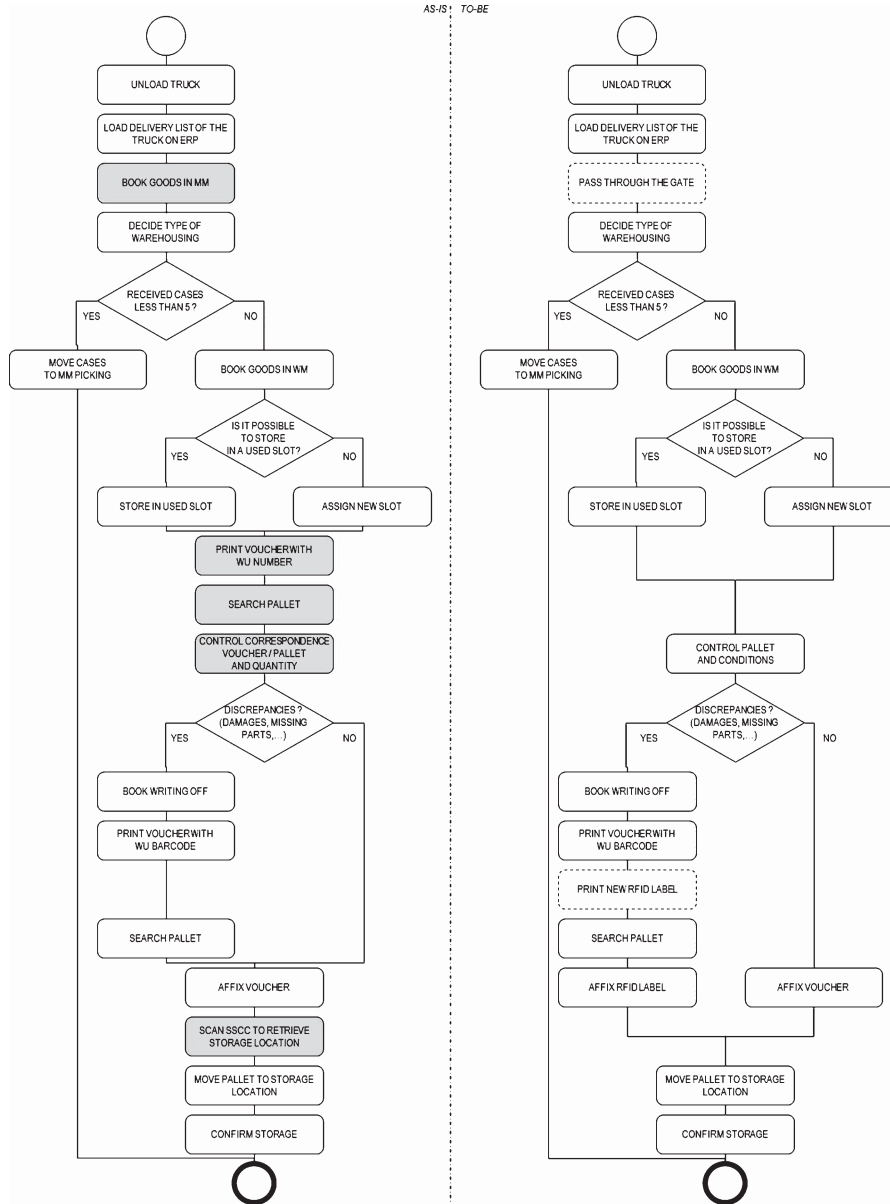 AS-IS
TO-BE
UNLOAD TRUCK
LOAD DELIVERY LIST OF THE
TRUCK ON ERP
BOOK GOODS IN MM
DECIDE TYPE OF
WAREHOUSING
RECEIVED CASES
LESS THAN 5 ?
YES
NO
MOVE CASES
TO MM PICKING
BOOK GOODS IN WM
IS IT POSSIBLE
TO STORE
IN A USED SLOT?
YES
NO
STORE IN USED SLOT
ASSIGN NEW SLOT
PRINT VOUCHER WITH
WU NUMBER
SEARCH PALLET
CONTROL CORRESPONDENCE
VOUCHER / PALLET
AND QUANTITY
DISCREPANCIES ?
(DAMAGES, MISSING
PARTS,...)
YES
NO
BOOK WRITING OFF
PRINT VOUCHER WITH
WU BARCODE
SEARCH PALLET
AFFIX VOUCHER
SCAN SSCC TO RETRIEVE
STORAGE LOCATION
MOVE PALLET TO STORAGE
LOCATION
CONFIRM STORAGE
UNLOAD TRUCK
LOAD DELIVERY LIST OF THE
TRUCK ON ERP
PASS THROUGH THE GATE
DECIDE TYPE OF
WAREHOUSING
RECEIVED CASES
LESS THAN 5 ?
YES
NO
MOVE CASES
TO MM PICKING
BOOK GOODS IN WM
IS IT POSSIBLE
TO STORE
IN A USED SLOT?
YES
NO
STORE IN USED SLOT
ASSIGN NEW SLOT
CONTROL PALLET
AND CONDITIONS
DISCREPANCIES ?
(DAMAGES, MISSING
PARTS,...)
YES
NO
BOOK WRITING OFF
PRINT VOUCHER WITH
WU BARCODE
PRINT NEW RFID LABEL
SEARCH PALLET
AFFIX RFID LABEL
AFFIX VOUCHER
MOVE PALLET TO STORAGE
LOCATION
CONFIRM STORAGE